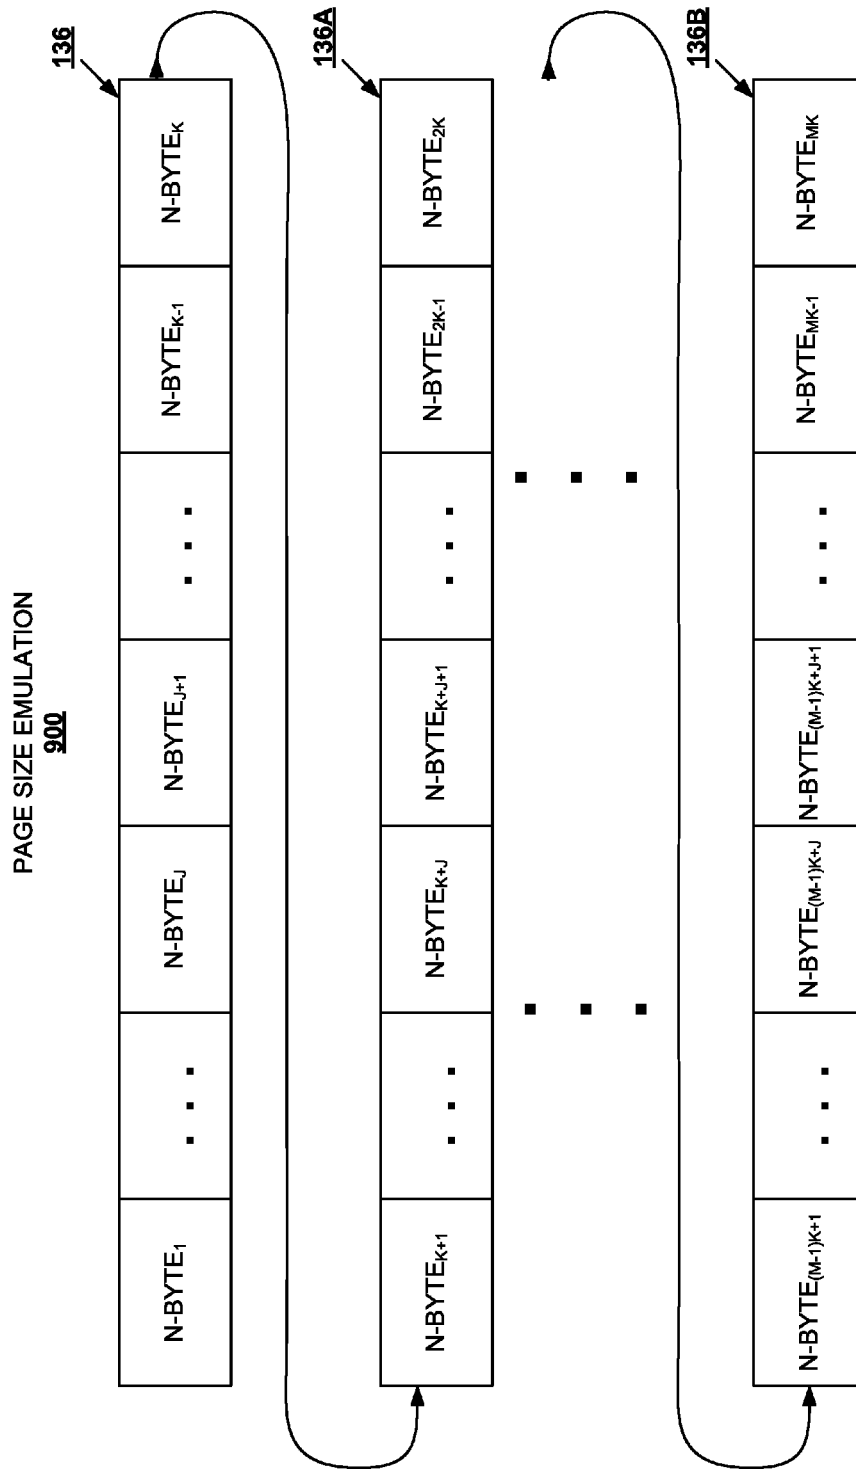 PAGE SIZE EMULATION
900
136
N-BYTE1
. . .
N-BYTEJ
N-BYTEJ+1
. . .
N-BYTEK-1
N-BYTEK
136A
N-BYTEK+1
. . .
N-BYTEK+J
N-BYTEK+J+1
. . .
N-BYTE2K-1
N-BYTE2K
136B
N-BYTE(M-1)K+1
. . .
N-BYTE(M-1)K+J
N-BYTE(M-1)K+J+1
. . .
N-BYTEMK-1
N-BYTEMK